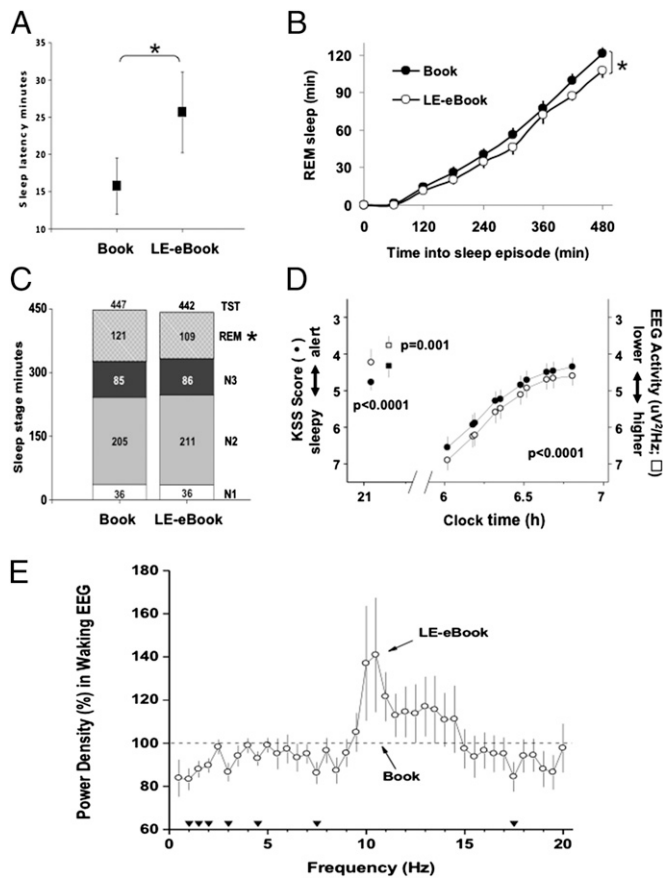 A
Sleep latency minutes
35
30
25
20
15
10
*
Book
LE-eBook
B
REM sleep (min)
120
90
60
30
0
Book
LE-eBook
*
0
120
240
360
480
Time into sleep episode (min)
C
Sleep stage minutes
450
300
150
0
447
442
TST
121
109
REM *
85
86
N3
205
211
N2
36
36
N1
Book
LE-eBook
D
KSS Score ( • )
sleepy
alert
3
4
5
6
7
p=0.001
p<0.0001
p<0.0001
3
4
5
6
7
EEG Activity (uV²/Hz; □)
higher
lower
21
6
6.5
7
Clock time (h)
E
Power Density (%) in Waking EEG
180
160
140
120
100
80
60
LE-eBook
Book
0
5
10
15
20
Frequency (Hz)